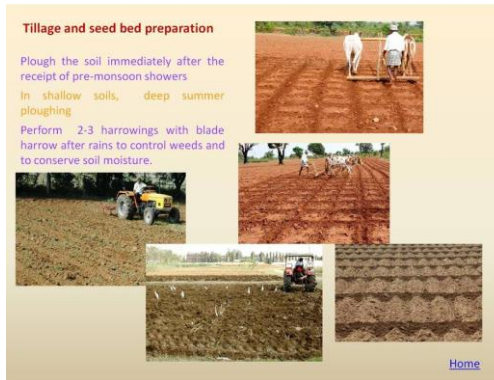 Tillage and seed bed preparation
Plough the soil immediately after the
receipt of pre-monsoon showers
In shallow soils, deep summer
ploughing
Perform 2-3 harrowings with blade
harrow after rains to control weeds and
to conserve soil moisture.
Home